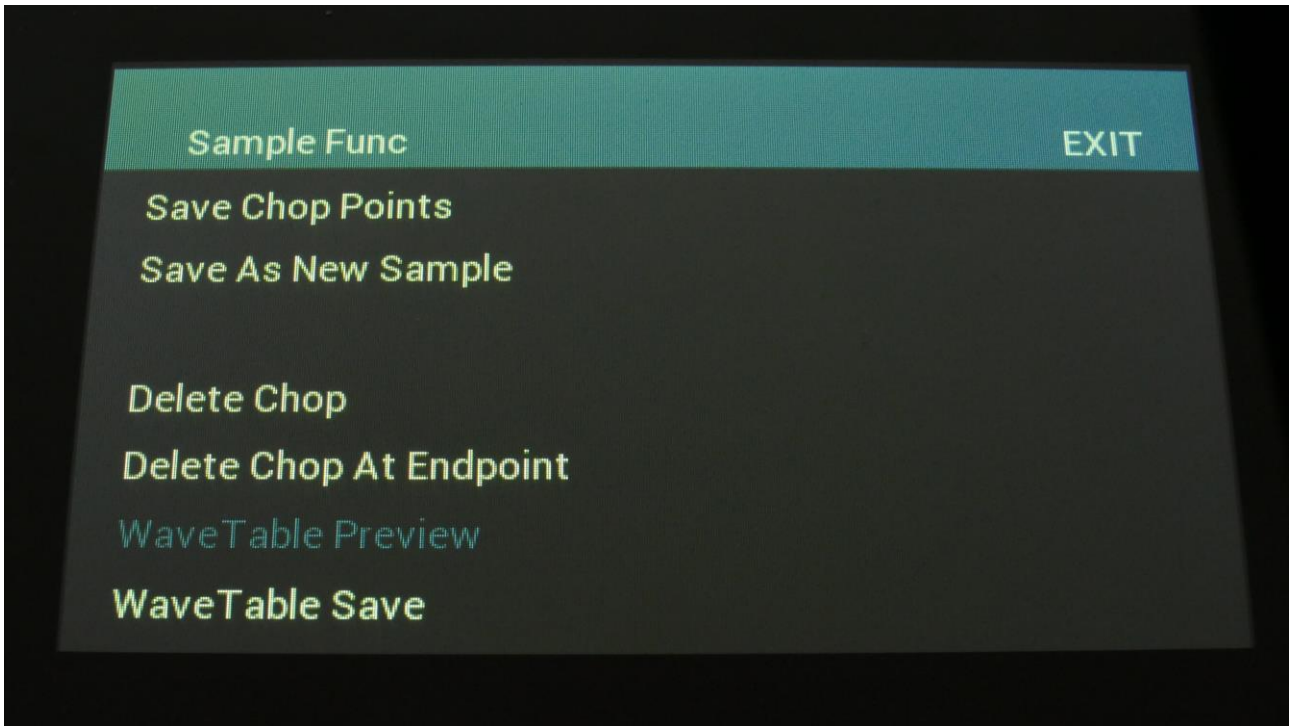 Sample Func EXIT
Save Chop Points
Save As New Sample
Delete Chop
Delete Chop At Endpoint
WaveTable Preview
WaveTable Save